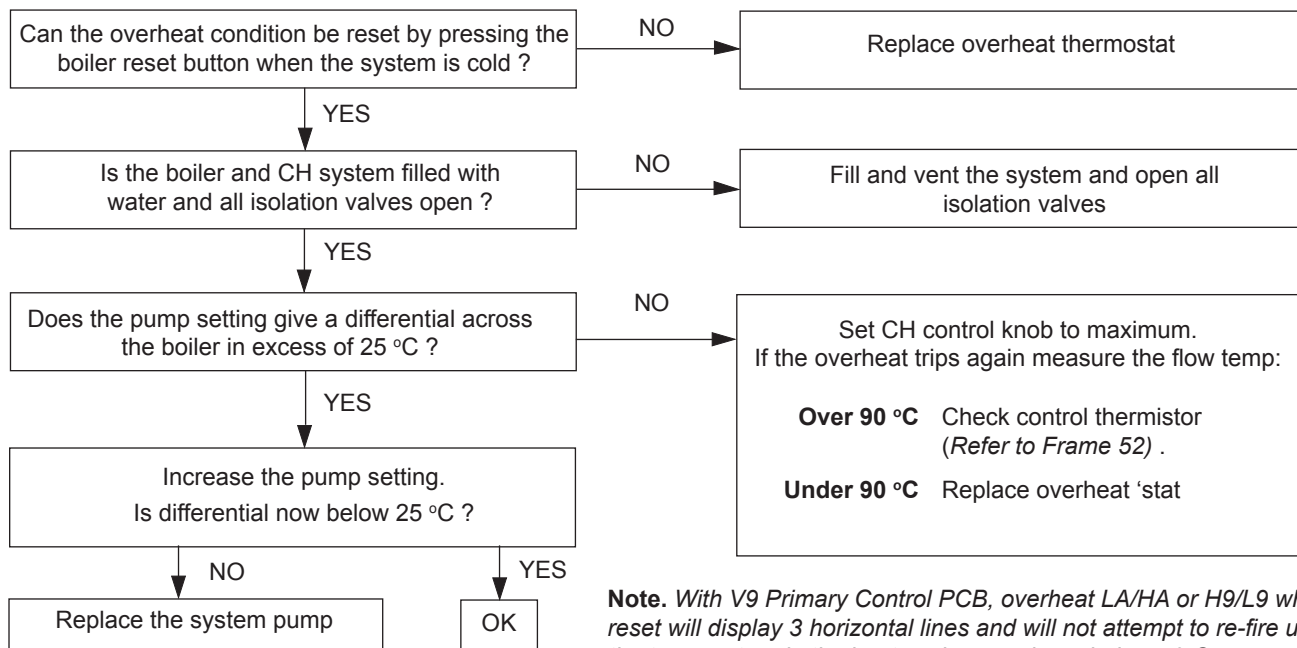 Can the overheat condition be reset by pressing the
boiler reset button when the system is cold ?
NO
Replace overheat thermostat
YES
Is the boiler and CH system filled with
water and all isolation valves open ?
NO
Fill and vent the system and open all
isolation valves
YES
Does the pump setting give a differential across
the boiler in excess of 25 ºC ?
NO
Set CH control knob to maximum.
If the overheat trips again measure the flow temp:
Over 90 ºC Check control thermistor
(Refer to Frame 52) .
Under 90 ºC Replace overheat ‘stat
YES
Increase the pump setting.
Is differential now below 25 ºC ?
NO
YES
Replace the system pump
OK
Note. With V9 Primary Control PCB, overheat LA/HA or H9/L9
reset will display 3 horizontal lines and will not attempt to re-fire